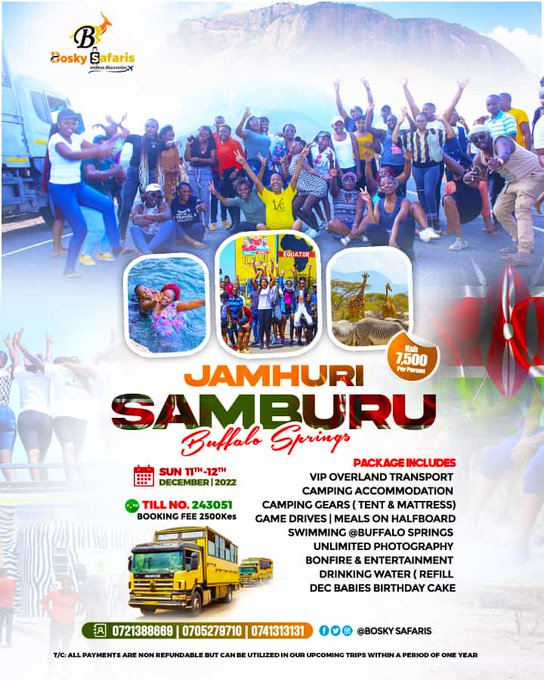 B
Bosky Safaris
endless discoveries
EQUATOR
Ksh
7,500
Per Person
JAMHURI
SAMBURU
Buffalo Springs
SUN 11TH-12TH
DECEMBER | 2022
TILL NO. 243051
BOOKING FEE 2500Kes
PACKAGE INCLUDES
VIP OVERLAND TRANSPORT
CAMPING ACCOMMODATION
CAMPING GEARS ( TENT & MATTRESS)
GAME DRIVES | MEALS ON HALFBOARD
SWIMMING @BUFFALO SPRINGS
UNLIMITED PHOTOGRAPHY
BONFIRE & ENTERTAINMENT
DRINKING WATER ( REFILL
DEC BABIES BIRTHDAY CAKE
0721388669 | 0705279710 | 0741313131
@BOSKY SAFARIS
T/C: ALL PAYMENTS ARE NON REFUNDABLE BUT CAN BE UTILIZED IN OUR UPCOMING TRIPS WITHIN A PERIOD OF ONE YEAR